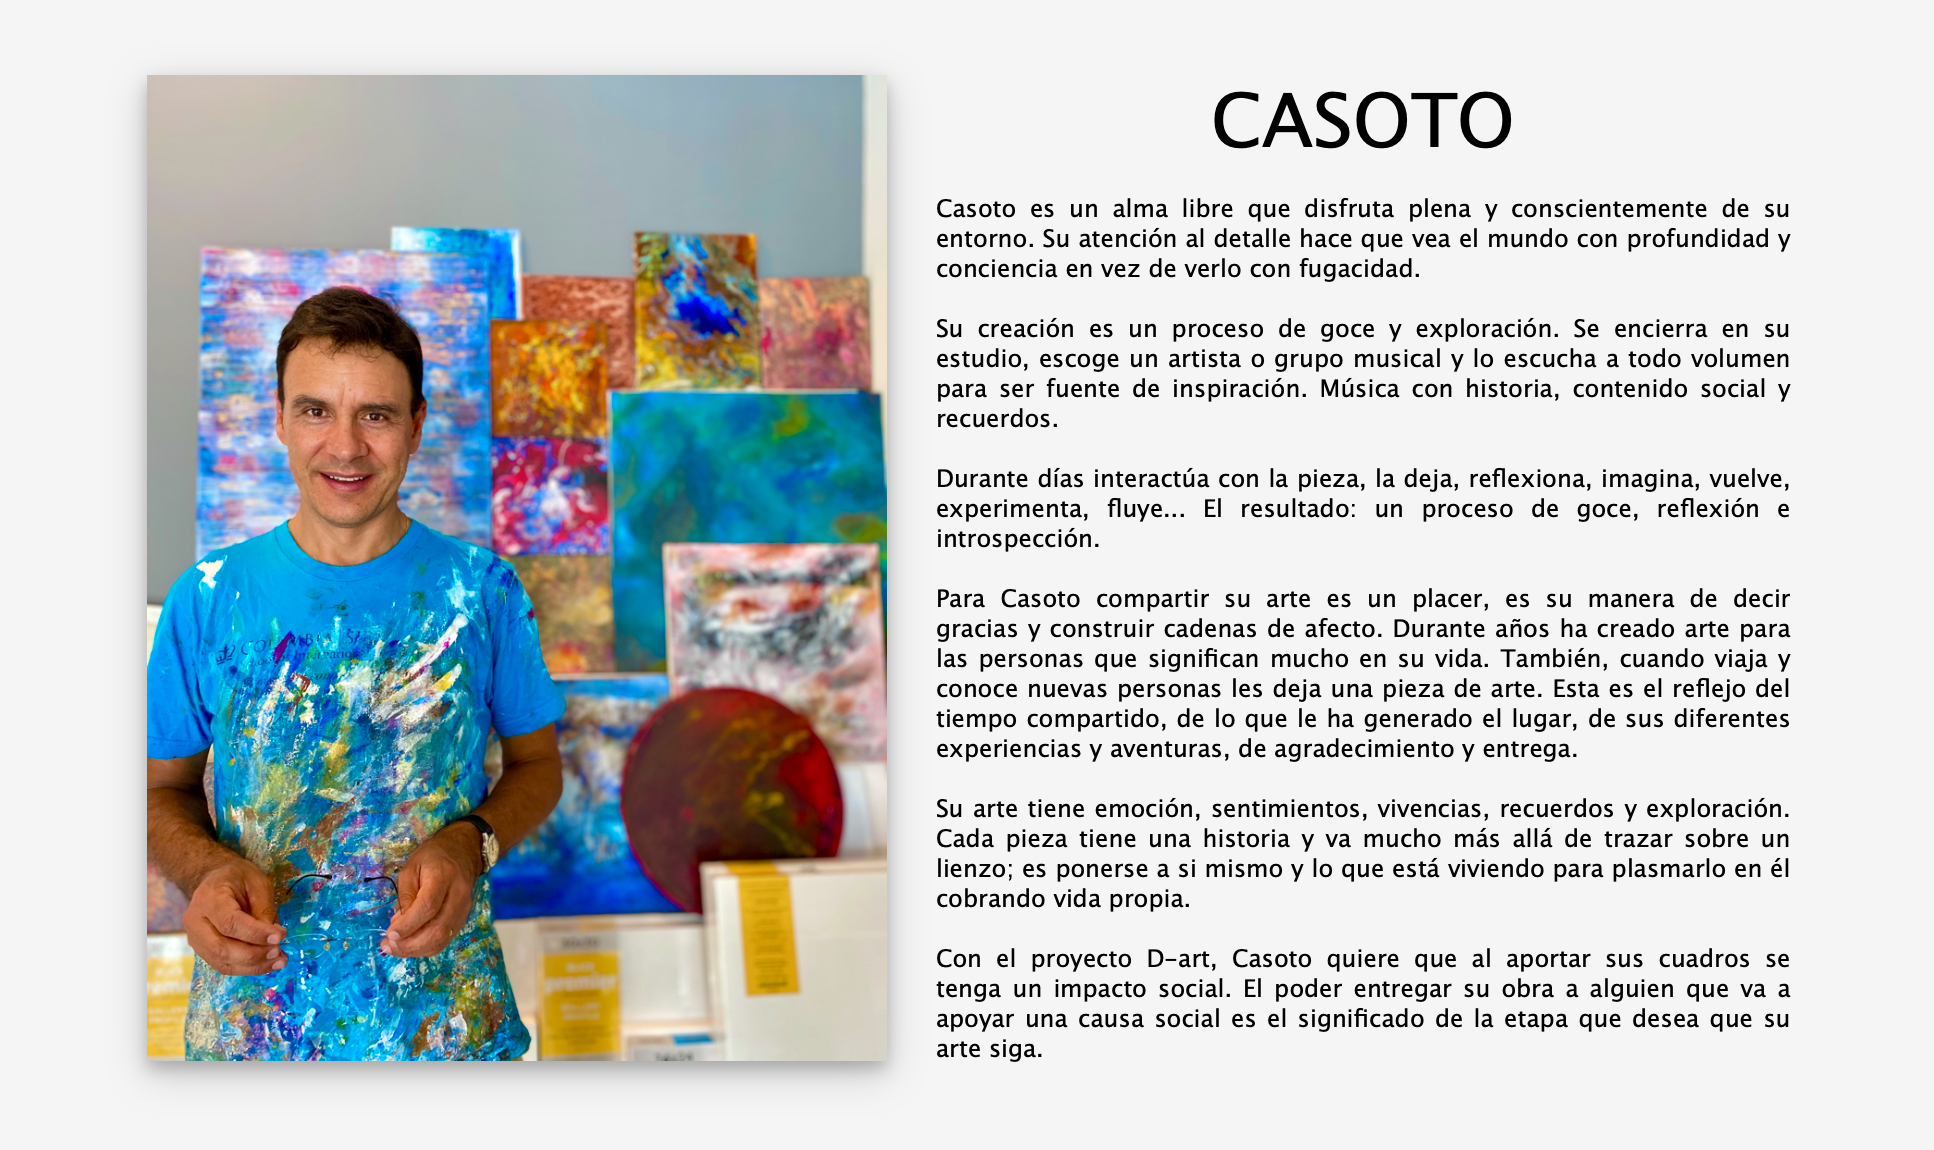 CASOTO
Casoto es un alma libre que disfruta plena y conscientemente de su
entorno. Su atención al detalle hace que vea el mundo con profundidad y
conciencia en vez de verlo con fugacidad.
Su creación es un proceso de goce y exploración. Se encierra en su
estudio, escoge un artista o grupo musical y lo escucha a todo volumen
para ser fuente de inspiración. Música con historia, contenido social y
recuerdos.
Durante días interactúa con la pieza, la deja, reflexiona, imagina, vuelve,
experimenta, fluye... El resultado: un proceso de goce, reflexión e
introspección.
Para Casoto compartir su arte es un placer, es su manera de decir
gracias y construir cadenas de afecto. Durante años ha creado arte para
las personas que significan mucho en su vida. También, cuando viaja y
conoce nuevas personas les deja una pieza de arte. Esta es el reflejo del
tiempo compartido, de lo que le ha generado el lugar, de sus diferentes
experiencias y aventuras, de agradecimiento y entrega.
Su arte tiene emoción, sentimientos, vivencias, recuerdos y exploración.
Cada pieza tiene una historia y va mucho más allá de trazar sobre un
lienzo; es ponerse a si mismo y lo que está viviendo para plasmarlo en él
cobrando vida propia.
Con el proyecto D-art, Casoto quiere que al aportar sus cuadros se
tenga un impacto social. El poder entregar su obra a alguien que va a
apoyar una causa social es el significado de la etapa que desea que su
arte siga.